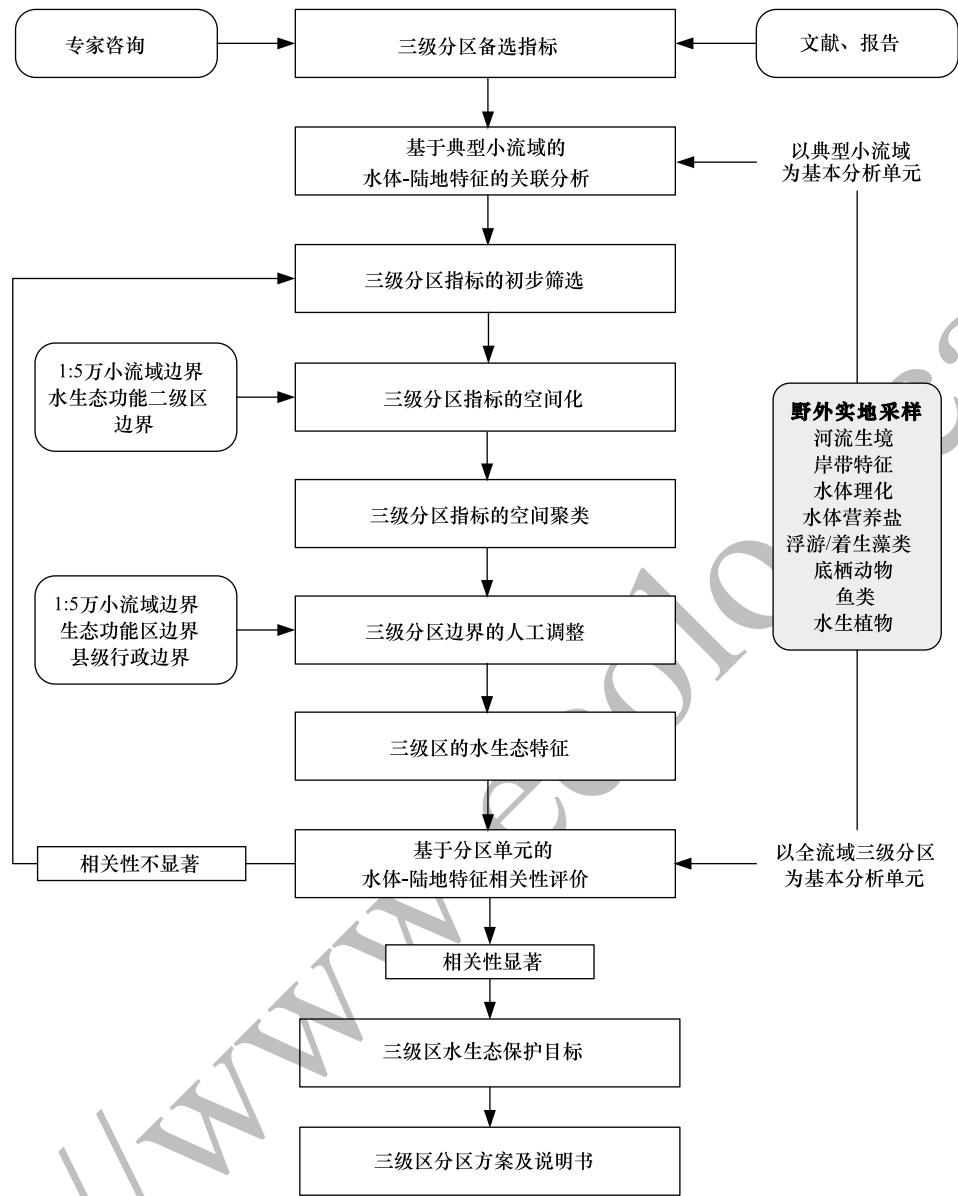 专家咨询
三级分区备选指标
文献、报告
基于典型小流域的
水体-陆地特征的关联分析
以典型小流域
为基本分析单元
三级分区指标的初步筛选
1:5万小流域边界
水生态功能二级区
边界
三级分区指标的空间化
野外实地采样
河流生境
岸带特征
水体理化
水体营养盐
浮游/着生藻类
底栖动物
鱼类
水生植物
三级分区指标的空间聚类
1:5万小流域边界
生态功能区边界
县级行政边界
三级分区边界的人工调整
三级区的水生态特征
相关性不显著
基于分区单元的
水体-陆地特征相关性评价
以全流域三级分区
为基本分析单元
相关性显著
三级区水生态保护目标
三级区分区方案及说明书